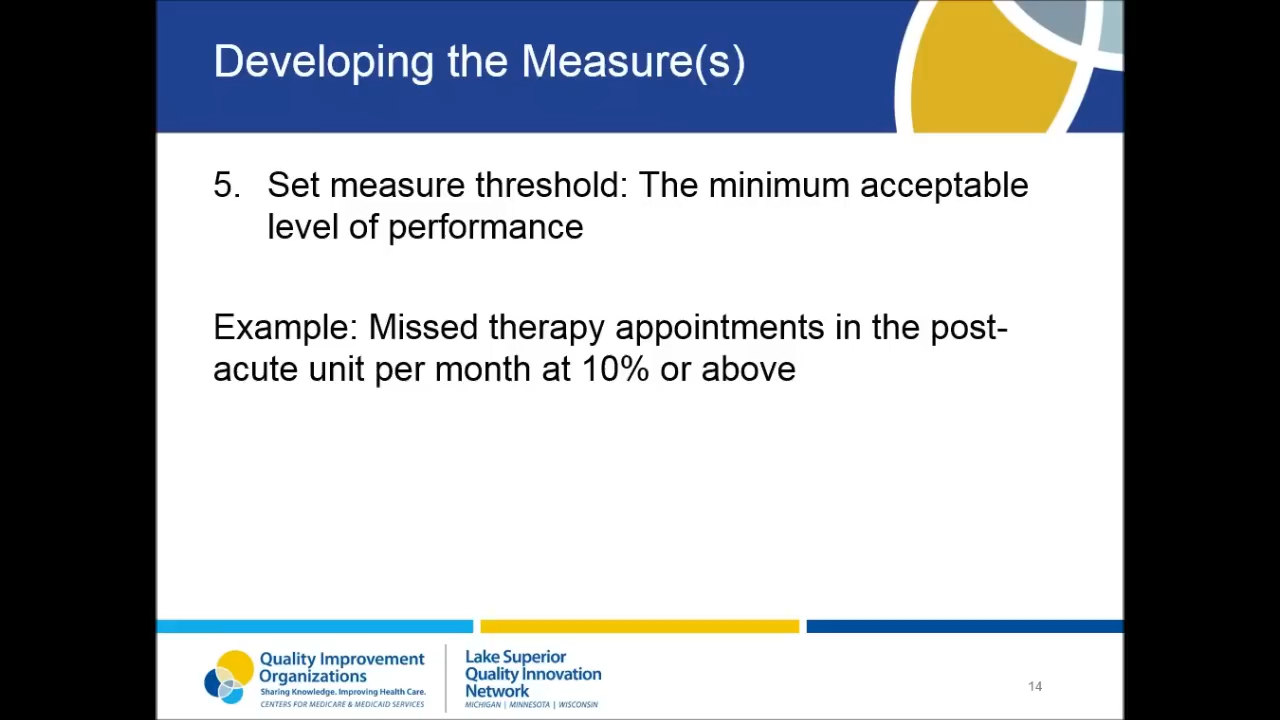 Developing the Measure(s)
5. Set measure threshold: The minimum acceptable
level of performance
Example: Missed therapy appointments in the post-
acute unit per month at 10% or above
Quality Improvement
Organizations
Sharing Knowledge. Improving Health Care.
CENTERS FOR MEDICARE & MEDICAID SERVICES
Lake Superior
Quality Innovation
Network
MICHIGAN | MINNESOTA | WISCONSIN
14